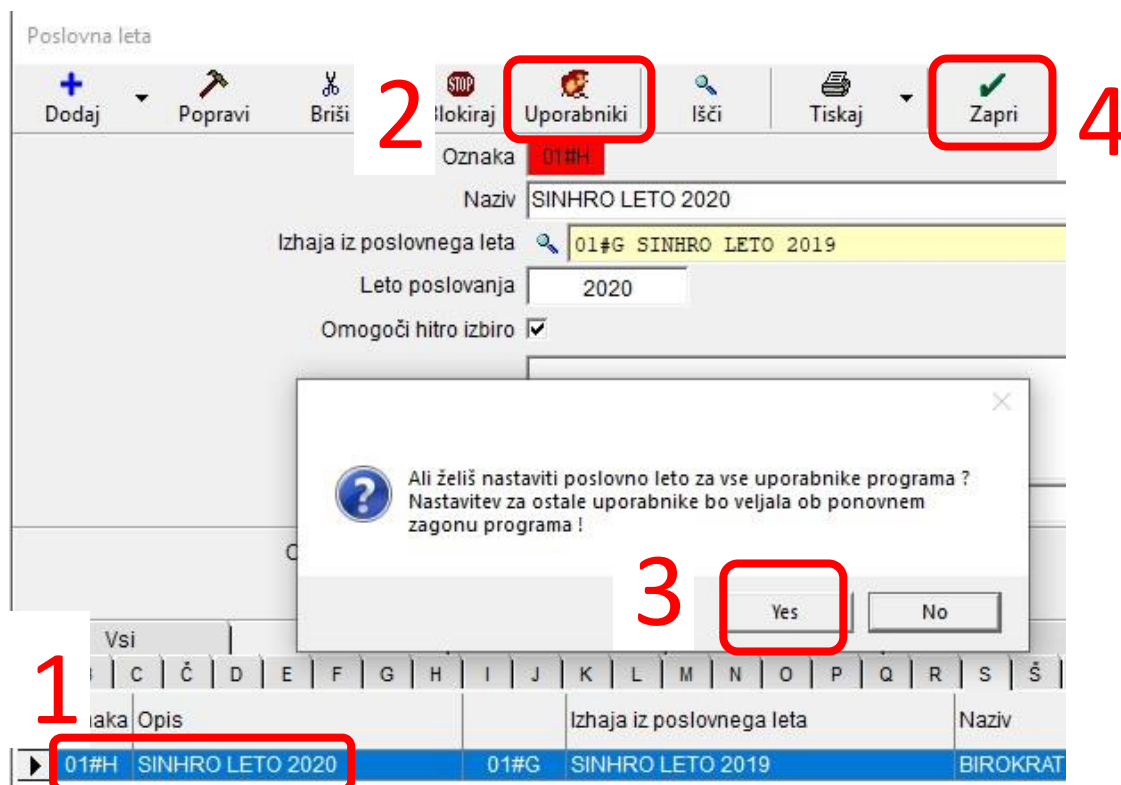 Poslovna leta
Dodaj Popravi Briši 2 Blokiraj STOP Uporabniki Išči Tiskaj Zapri 4
Oznaka 01#H
Naziv SINHRO LETO 2020
Izhaja iz poslovnega leta 01#G SINHRO LETO 2019
Leto poslovanja 2020
Omogoči hitro izbiro
Ali želiš nastaviti poslovno leto za vse uporabnike programa ?
Nastavitev za ostale uporabnike bo veljala ob ponovnem
zagonu programa !
3 Yes No
Vsi
1 C Č D E F G H I J K L M N O P Q R S Š
Opis Izhaja iz poslovnega leta Naziv
01#H SINHRO LETO 2020 01#G SINHRO LETO 2019 BIROKRAT